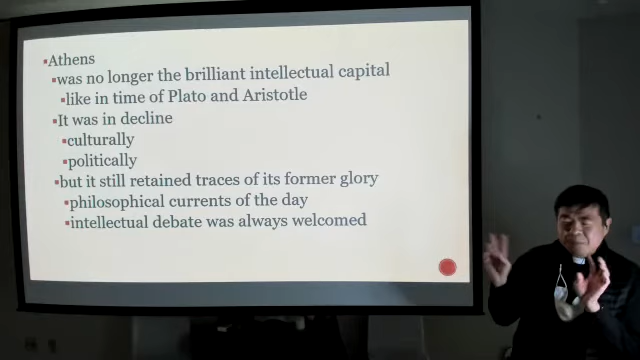 ▪Athens
▪was no longer the brilliant intellectual capital
▪like in time of Plato and Aristotle
▪It was in decline
▪culturally
▪politically
▪but it still retained traces of its former glory
▪philosophical currents of the day
▪intellectual debate was always welcomed